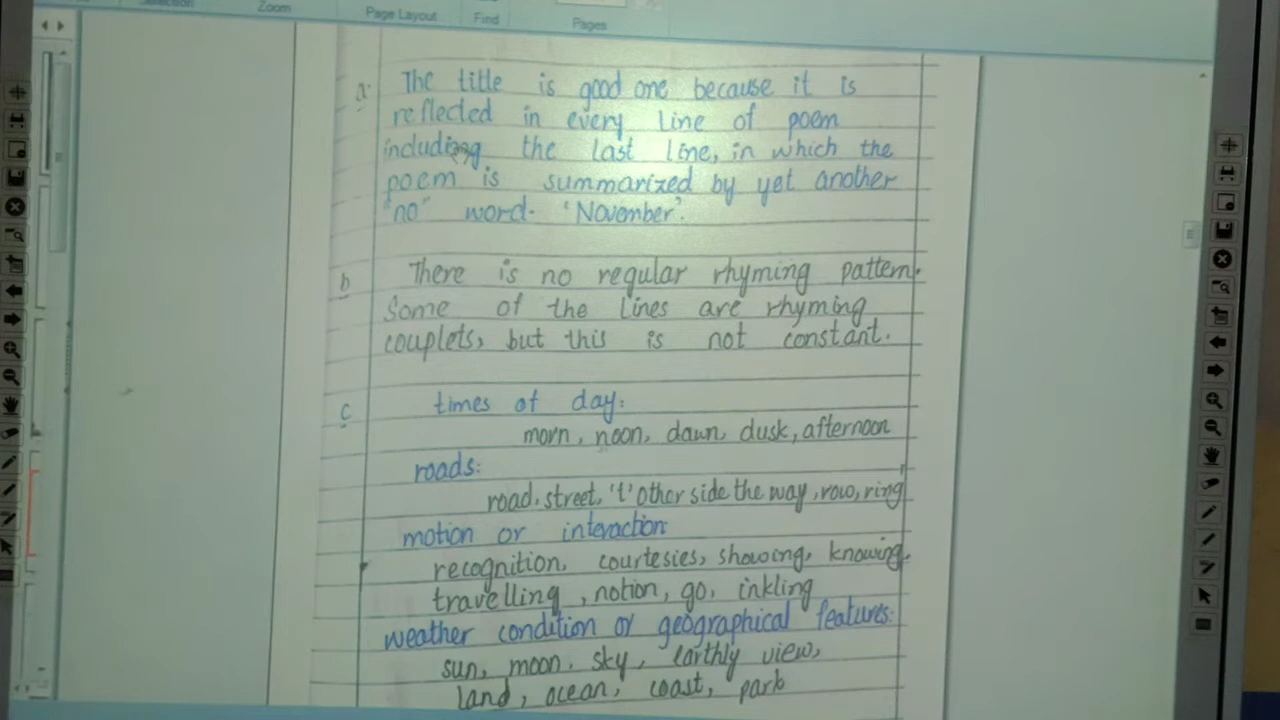 Zoom
Page Layout
Find
Pages
a. The title is good one because it is
reflected in every line of poem
including the last line, in which the
poem is summarized by yet another
"no" word. 'November'.
b There is no regular rhyming pattern.
Some of the lines are rhyming
couplets, but this is not constant.
c times of day:
morn, noon, dawn, dusk, afternoon
roads:
road, street, 't' other side the way, row, ring
motion or interaction:
recognition, courtesies, showing, knowing,
travelling, notion, go, inkling
weather condition or geographical features:
sun, moon, sky, earthly view,
land, ocean, coast, park